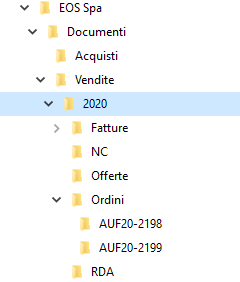 EOS Spa
Documenti
Acquisti
Vendite
2020
Fatture
NC
Offerte
Ordini
AUF20-2198
AUF20-2199
RDA